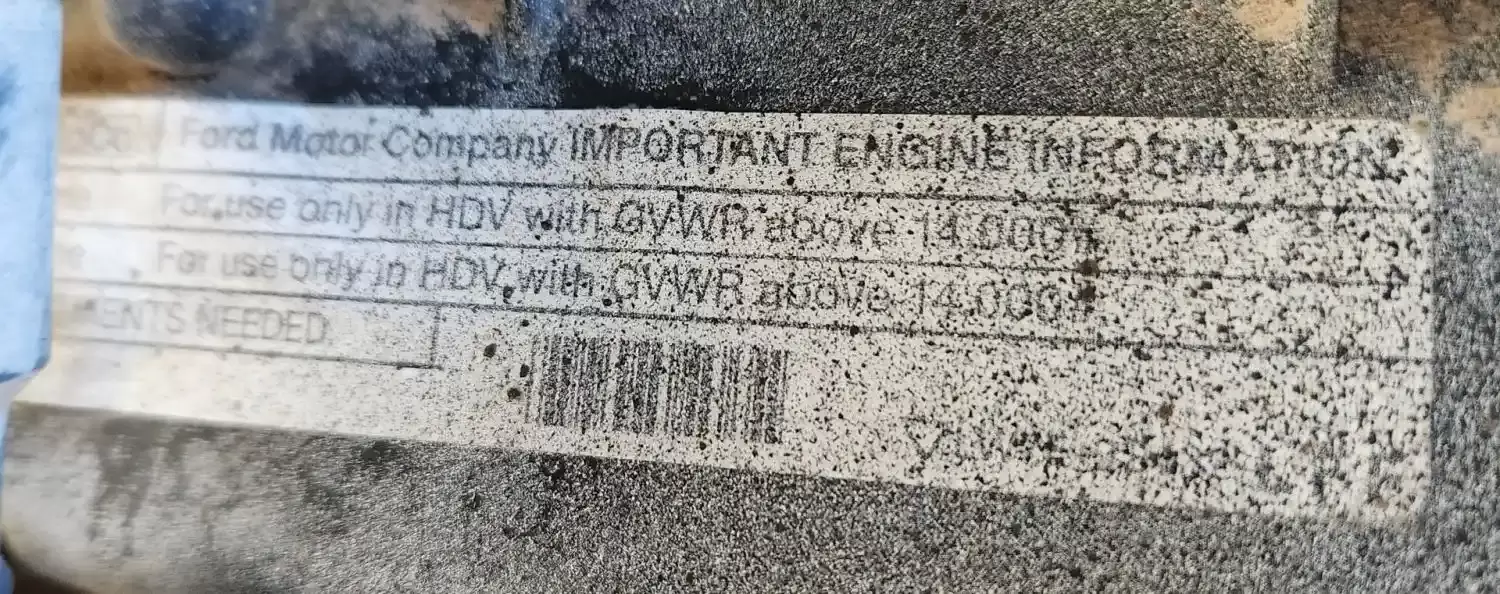 Ford Motor Company IMPORTANT ENGINE INFORMATION
For use only in HDV with GVWR above 14,000#
For use only in HDV with GVWR above 14,000#
ENTS NEEDED